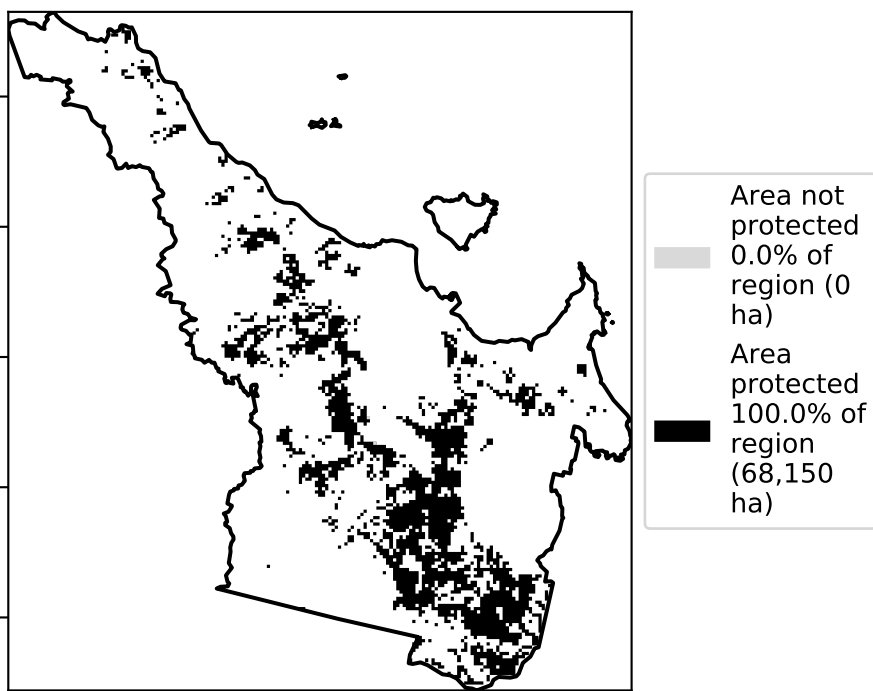 Area not
protected
0.0% of
region (0
ha)
Area
protected
100.0% of
region
(68,150
ha)